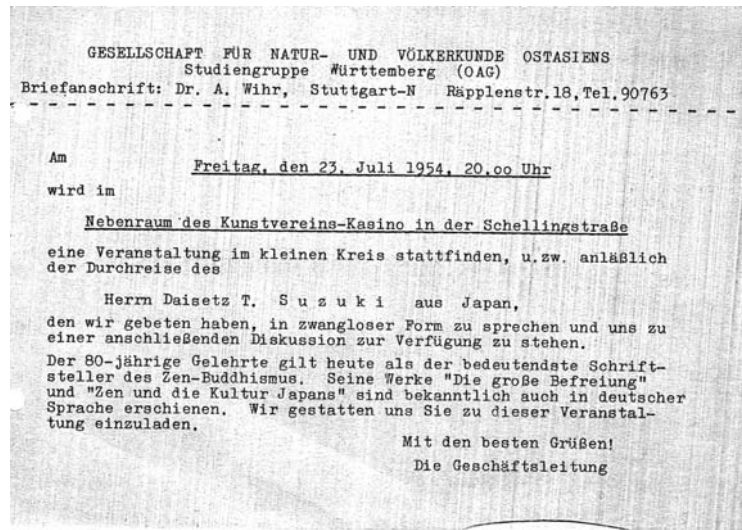 GESELLSCHAFT FÜR NATUR- UND VÖLKERKUNDE OSTASIENS
Studiengruppe Württemberg (OAG)
Briefanschrift: Dr. A. Wihr, Stuttgart-N Räpplenstr.18,Tel.90763
Am
Freitag, den 23. Juli 1954, 20.oo Uhr
wird im
Nebenraum des Kunstvereins-Kasino in der Schellingstraße
eine Veranstaltung im kleinen Kreis stattfinden, u.zw. anläßlich
der Durchreise des
Herrn Daisetz T. S u z u k i aus Japan,
den wir gebeten haben, in zwangloser Form zu sprechen und uns zu
einer anschließenden Diskussion zur Verfügung zu stehen.
Der 80-jährige Gelehrte gilt heute als der bedeutendste Schrift-
steller des Zen-Buddhismus. Seine Werke "Die große Befreiung"
und "Zen und die Kultur Japans" sind bekanntlich auch in deutscher
Sprache erschienen. Wir gestatten uns Sie zu dieser Veranstal-
tung einzuladen.
Mit den besten Grüßen!
Die Geschäftsleitung